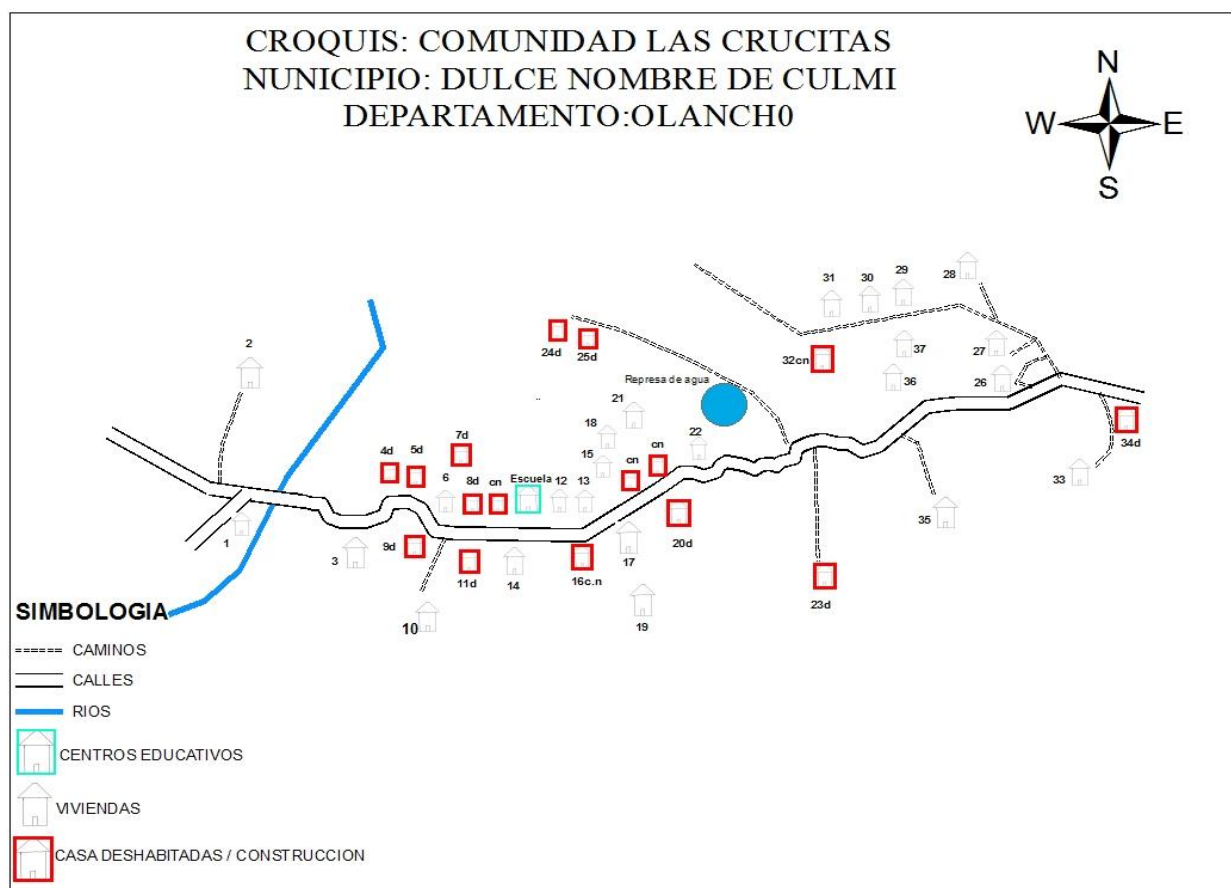 CROQUIS: COMUNIDAD LAS CRUCITAS
NUNICIPIO: DULCE NOMBRE DE CULMI
DEPARTAMENTO:OLANCH0
N
W
E
S
31
30
29
28
2
24d
25d
32cn
37
27
Represa de agua
36
26
21
34d
18
22
7d
4d
5d
cn
15
cn
33
6
8d
cn
Escuela
12
13
1
3
9d
11d
14
16c.n
17
20d
35
10
19
23d
SIMBOLOGIA
CAMINOS
CALLES
RIOS
CENTROS EDUCATIVOS
VIVIENDAS
CASA DESHABITADAS / CONSTRUCCION